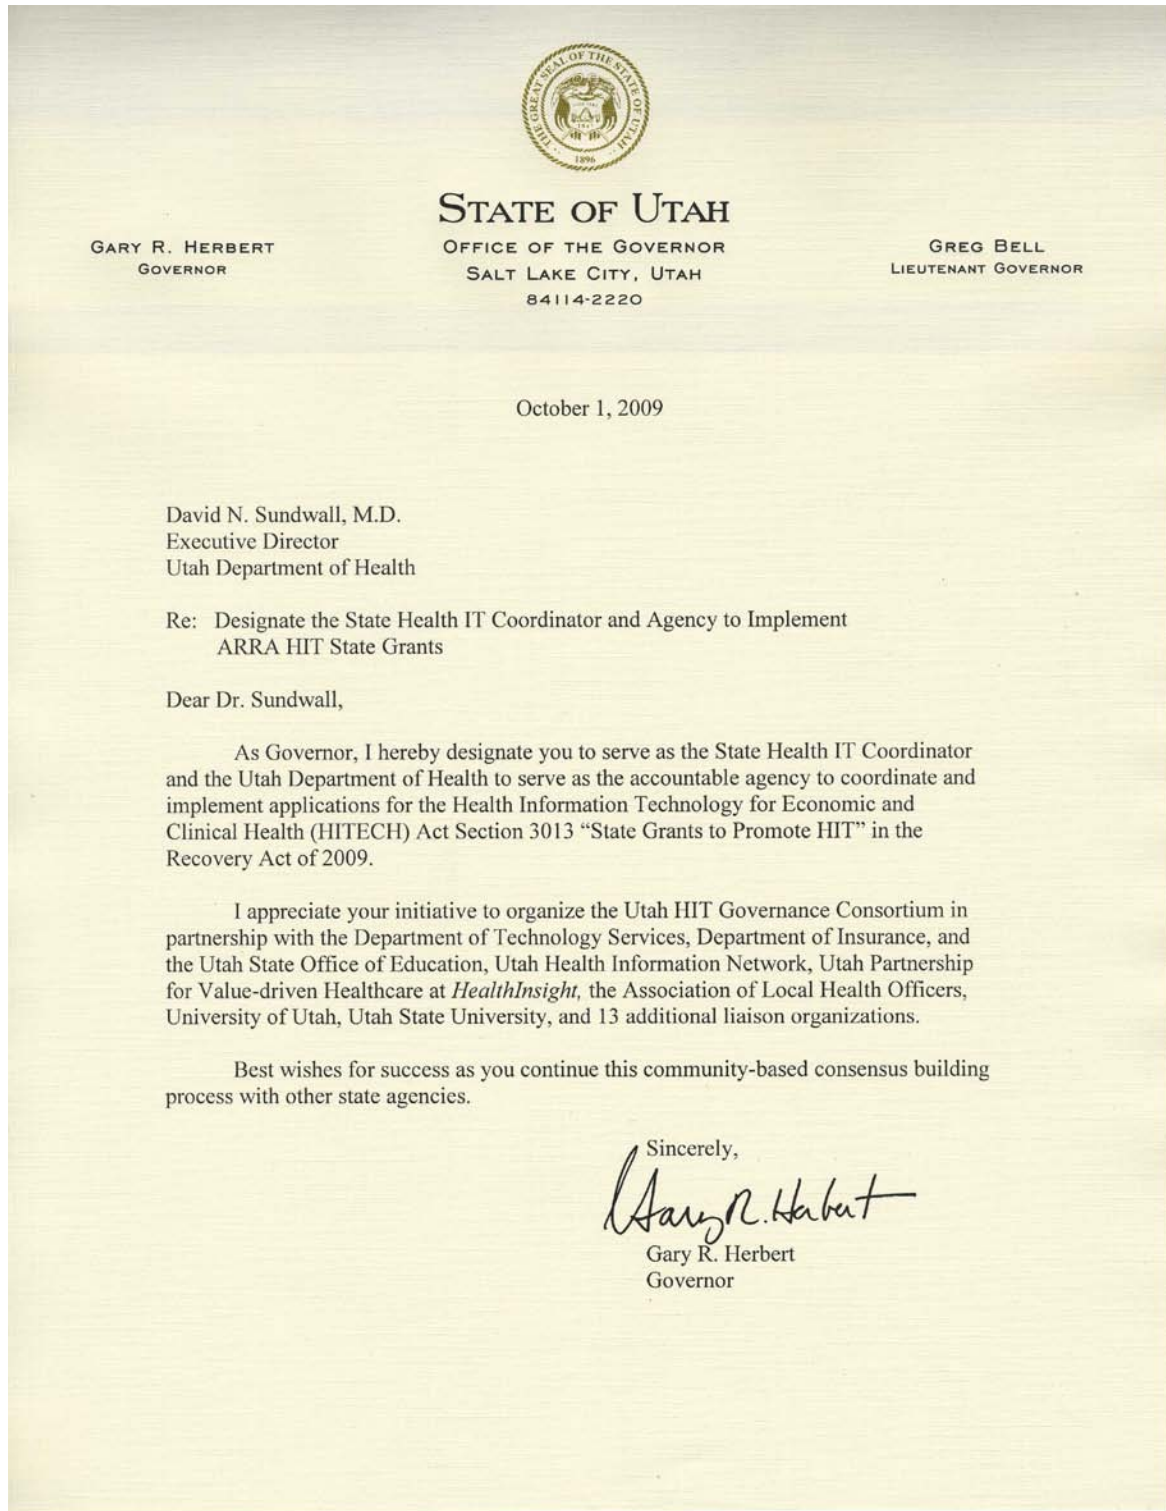 THE GREAT SEAL OF THE STATE OF UTAH
1896
STATE OF UTAH
GARY R. HERBERT
GOVERNOR
OFFICE OF THE GOVERNOR
SALT LAKE CITY, UTAH
84114-2220
GREG BELL
LIEUTENANT GOVERNOR
October 1, 2009
David N. Sundwall, M.D.
Executive Director
Utah Department of Health
Re: Designate the State Health IT Coordinator and Agency to Implement
ARRA HIT State Grants
Dear Dr. Sundwall,
As Governor, I hereby designate you to serve as the State Health IT Coordinator
and the Utah Department of Health to serve as the accountable agency to coordinate and
implement applications for the Health Information Technology for Economic and
Clinical Health (HITECH) Act Section 3013 “State Grants to Promote HIT” in the
Recovery Act of 2009.
I appreciate your initiative to organize the Utah HIT Governance Consortium in
partnership with the Department of Technology Services, Department of Insurance, and
the Utah State Office of Education, Utah Health Information Network, Utah Partnership
for Value-driven Healthcare at HealthInsight, the Association of Local Health Officers,
University of Utah, Utah State University, and 13 additional liaison organizations.
Best wishes for success as you continue this community-based consensus building
process with other state agencies.
Sincerely,
Gary R. Herbert
Gary R. Herbert
Governor